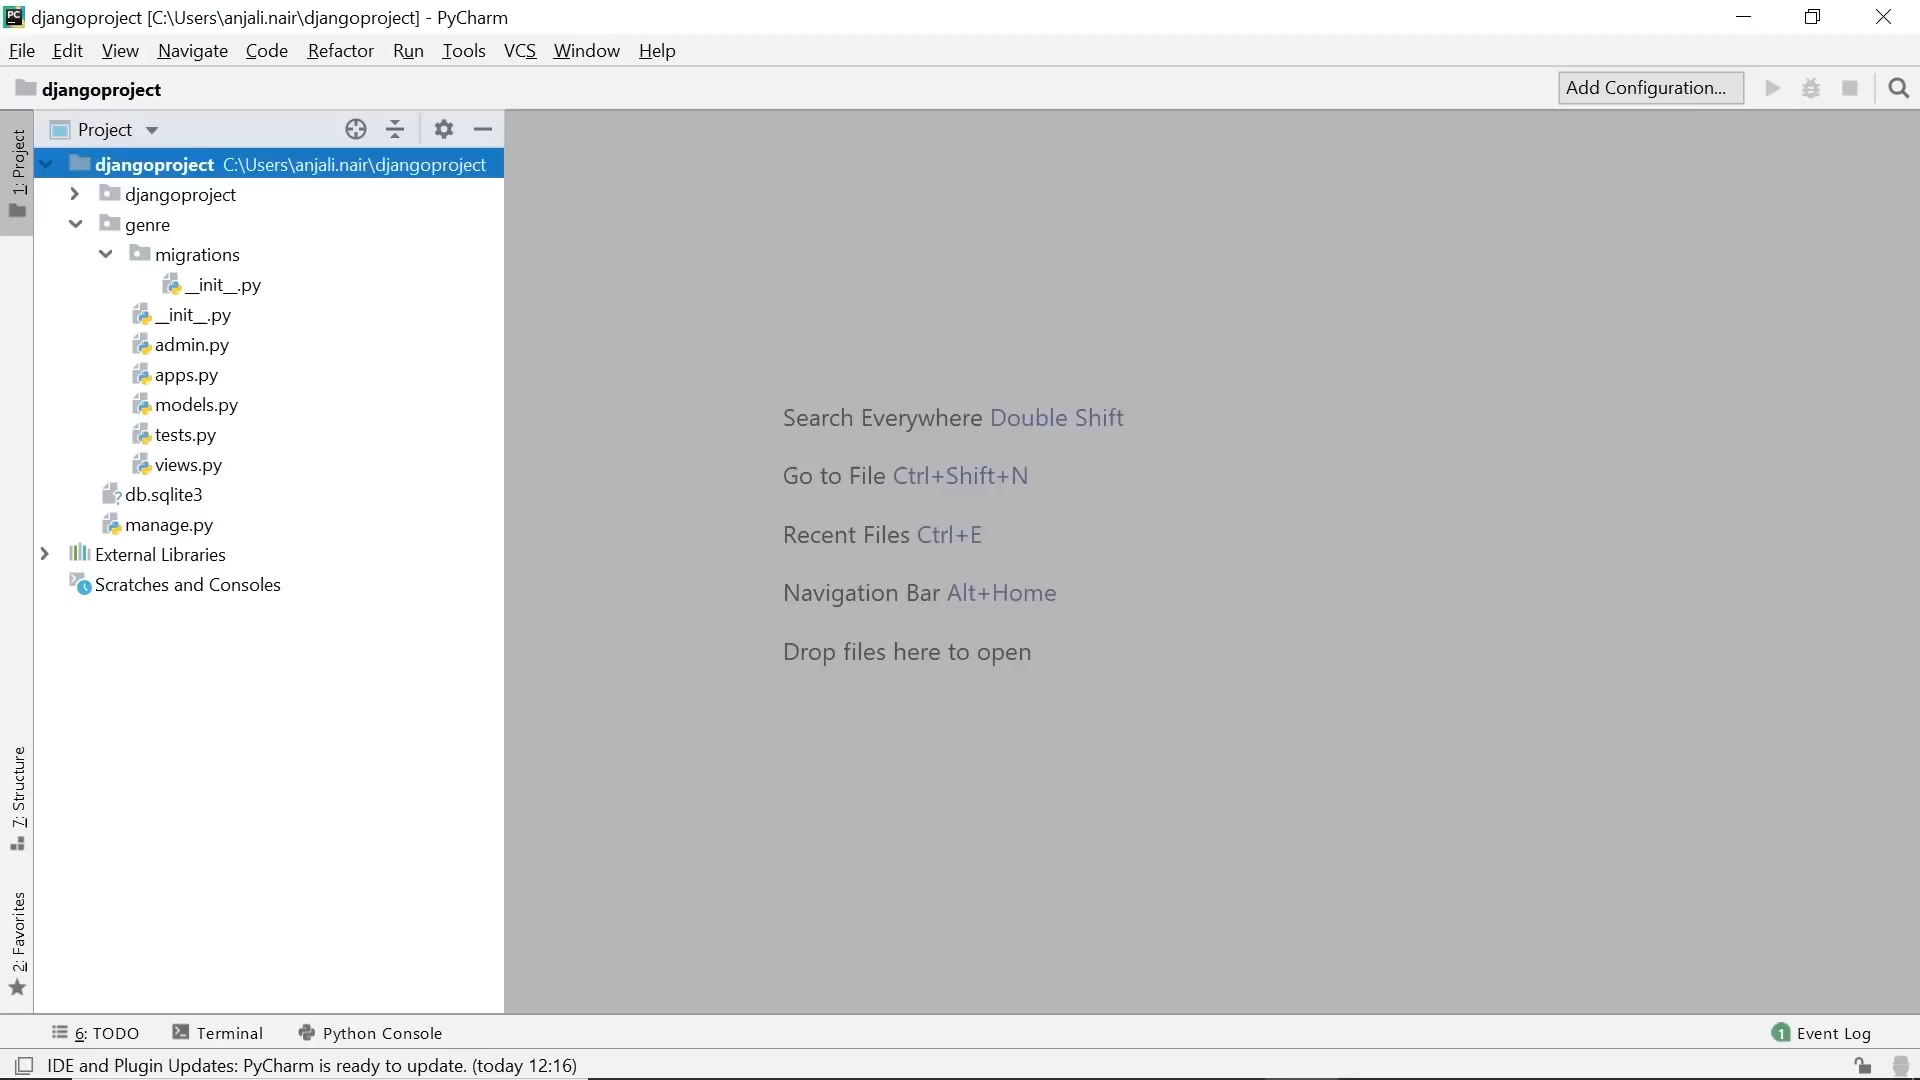 djangoproject [C:\Users\anjali.nair\djangoproject] - PyCharm
File Edit View Navigate Code Refactor Run Tools VCS Window Help
djangoproject
Add Configuration...
1: Project
Project
djangoproject C:\Users\anjali.nair\djangoproject
djangoproject
genre
migrations
__init__.py
__init__.py
admin.py
apps.py
models.py
tests.py
views.py
db.sqlite3
manage.py
External Libraries
Scratches and Consoles
Search Everywhere Double Shift
Go to File Ctrl+Shift+N
Recent Files Ctrl+E
Navigation Bar Alt+Home
Drop files here to open
7: Structure
2: Favorites
6: TODO Terminal Python Console
1 Event Log
IDE and Plugin Updates: PyCharm is ready to update. (today 12:16)